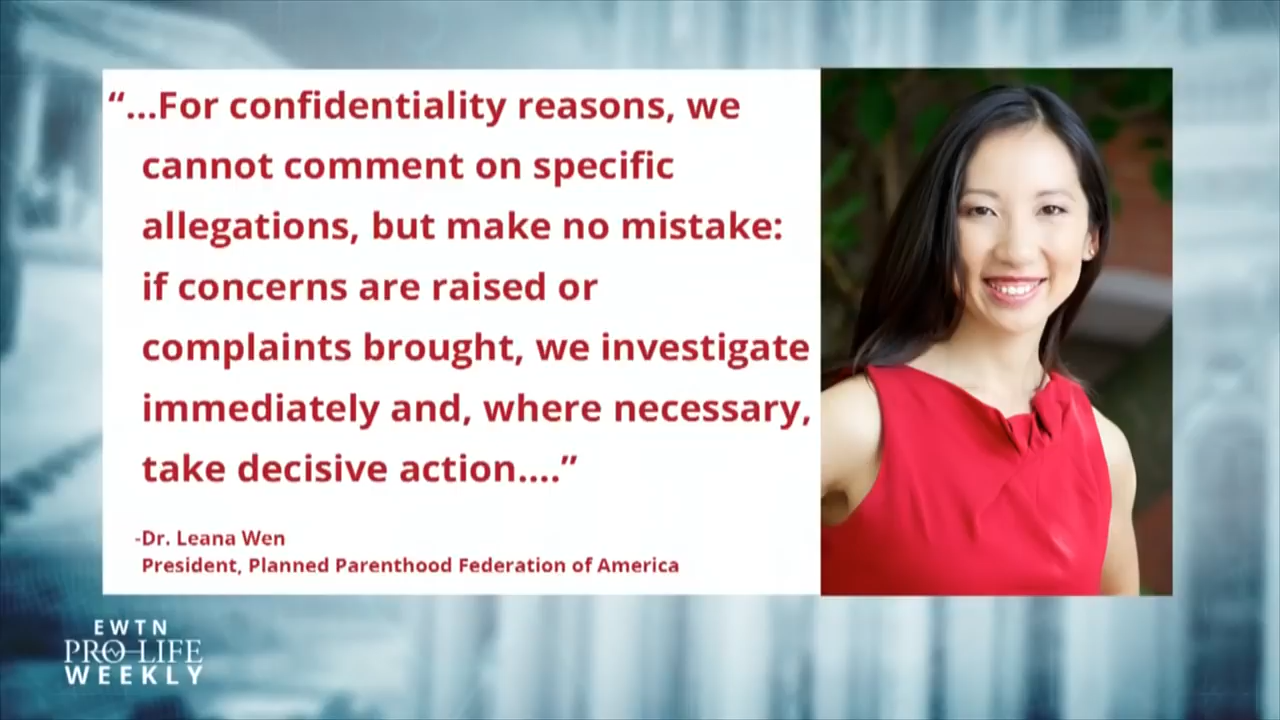 “...For confidentiality reasons, we
cannot comment on specific
allegations, but make no mistake:
if concerns are raised or
complaints brought, we investigate
immediately and, where necessary,
take decisive action....”
-Dr. Leana Wen
President, Planned Parenthood Federation of America
EWTN
PRO-LIFE
WEEKLY